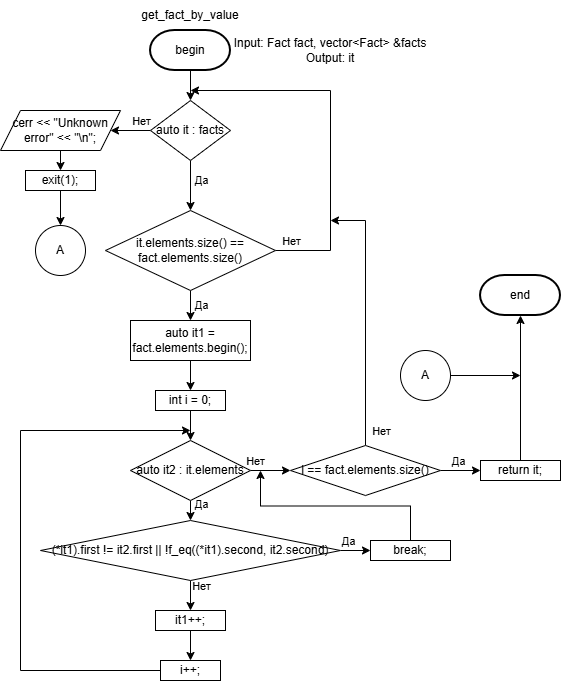 get_fact_by_value
begin
Input: Fact fact, vector<Fact> &facts
Output: it
cerr << "Unknown
error" << "\n";
Нет
auto it : facts
exit(1);
Да
A
it.elements.size() ==
fact.elements.size()
Нет
Да
end
auto it1 =
fact.elements.begin();
A
int i = 0;
Нет
auto it2 : it.elements
Нет
I == fact.elements.size()
Да
return it;
Да
(*it1).first != it2.first || !f_eq((*it1).second, it2.second)
Да
break;
Нет
it1++;
i++;